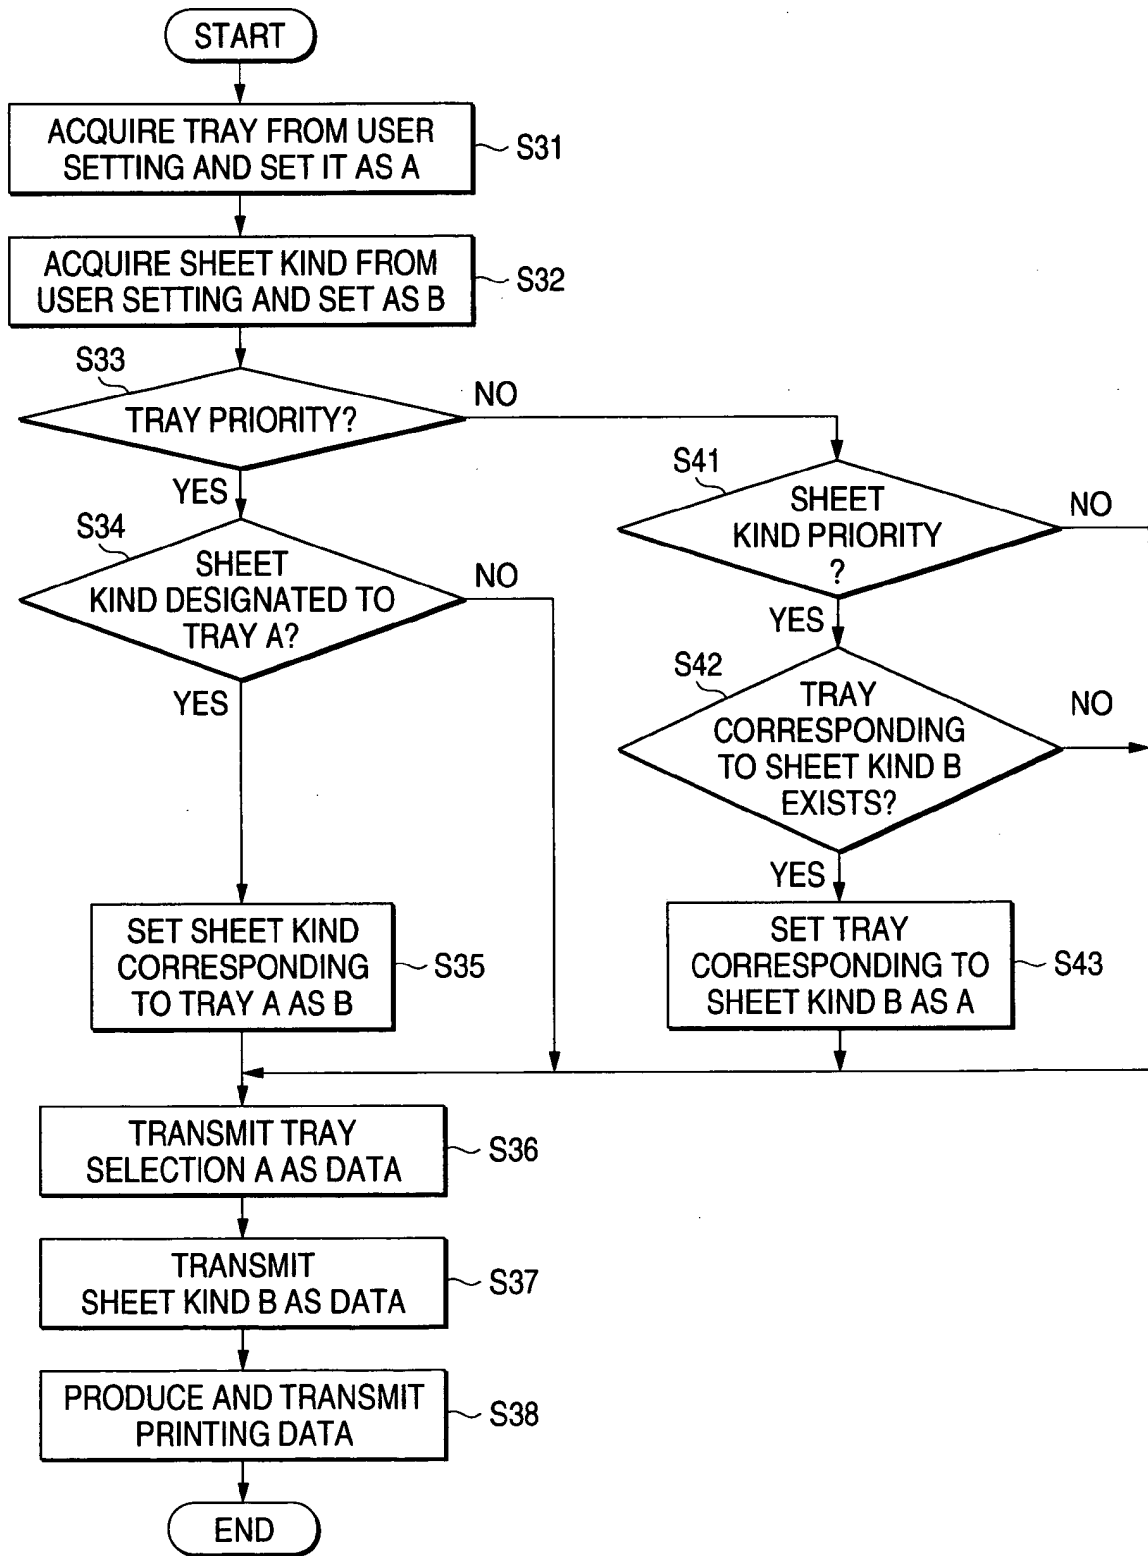 START
ACQUIRE TRAY FROM USER
SETTING AND SET IT AS A
S31
ACQUIRE SHEET KIND FROM
USER SETTING AND SET AS B
S32
S33
TRAY PRIORITY?
NO
YES
S34
SHEET
KIND DESIGNATED TO
TRAY A?
NO
YES
S41
SHEET
KIND PRIORITY
?
NO
YES
S42
TRAY
CORRESPONDING
TO SHEET KIND B
EXISTS?
NO
YES
SET SHEET KIND
CORRESPONDING
TO TRAY A AS B
S35
SET TRAY
CORRESPONDING TO
SHEET KIND B AS A
S43
TRANSMIT TRAY
SELECTION A AS DATA
S36
TRANSMIT
SHEET KIND B AS DATA
S37
PRODUCE AND TRANSMIT
PRINTING DATA
S38
END